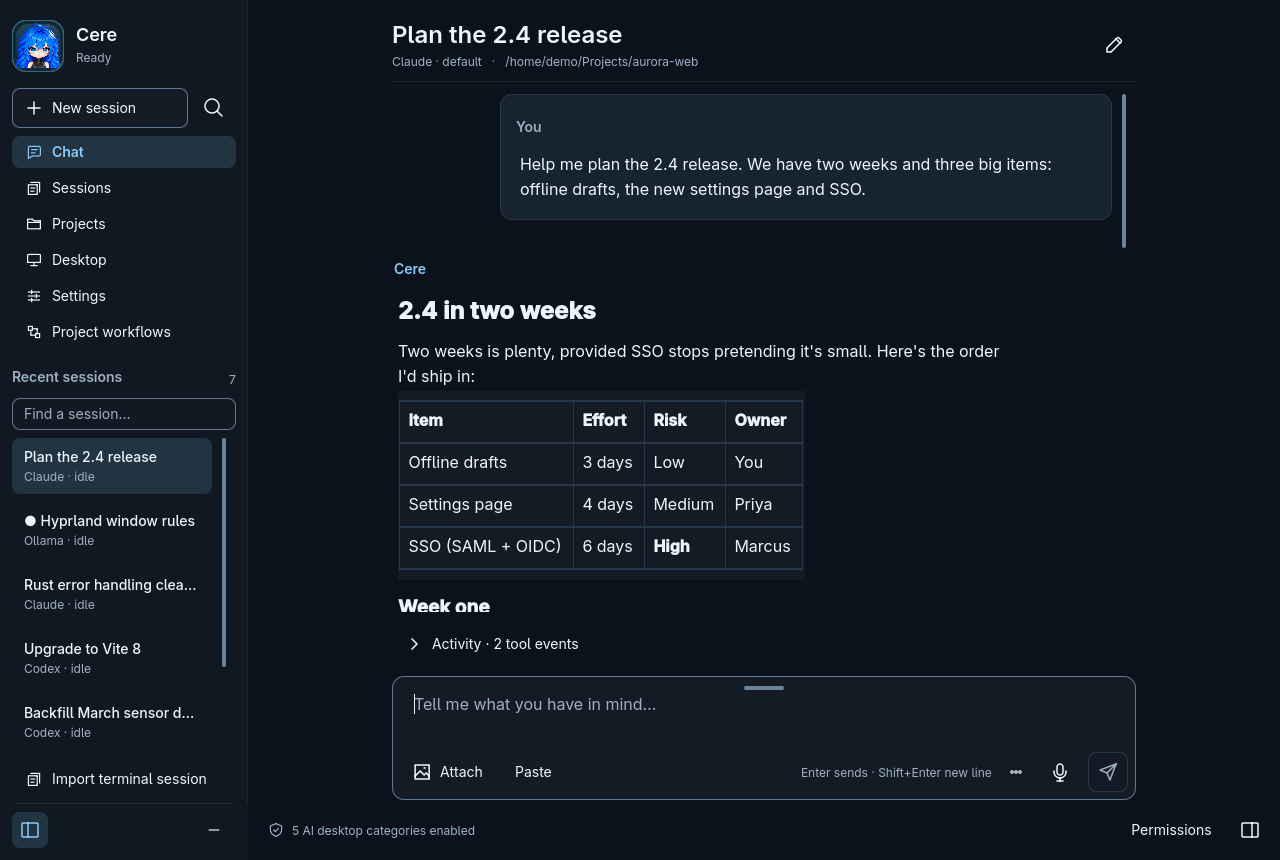 Cere
Ready
New session
Chat
Sessions
Projects
Desktop
Settings
Project workflows
Recent sessions 7
Find a session...
Plan the 2.4 release
Claude · idle
● Hyprland window rules
Ollama · idle
Rust error handling clea...
Claude · idle
Upgrade to Vite 8
Codex · idle
Backfill March sensor d...
Codex · idle
Import terminal session
Plan the 2.4 release
Claude · default · /home/demo/Projects/aurora-web
You
Help me plan the 2.4 release. We have two weeks and three big items:
offline drafts, the new settings page and SSO.
Cere
2.4 in two weeks
Two weeks is plenty, provided SSO stops pretending it's small. Here's the order
I'd ship in:
Item Effort Risk Owner
Offline drafts 3 days Low You
Settings page 4 days Medium Priya
SSO (SAML + OIDC) 6 days High Marcus
Week one
Activity · 2 tool events
Tell me what you have in mind...
Attach Paste Enter sends · Shift+Enter new line
5 AI desktop categories enabled Permissions